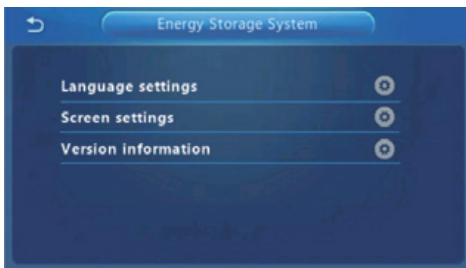 Energy Storage System
Language settings
Screen settings
Version information